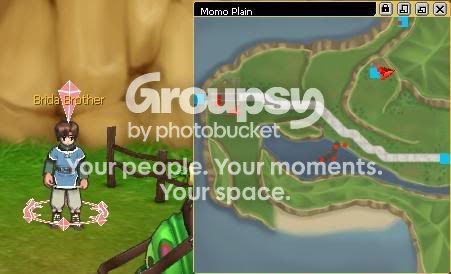 Momo Plain
Brida Brother
Groupsy
by photobucket
Your people. Your moments.
Your space.